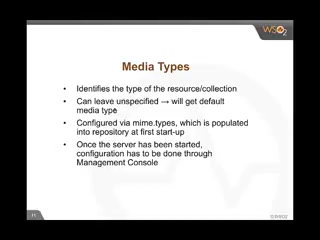 WSO2
Media Types
• Identifies the type of the resource/collection
• Can leave unspecified → will get default
media type
• Configured via mime.types, which is populated
into repository at first start-up
• Once the server has been started,
configuration has to be done through
Management Console